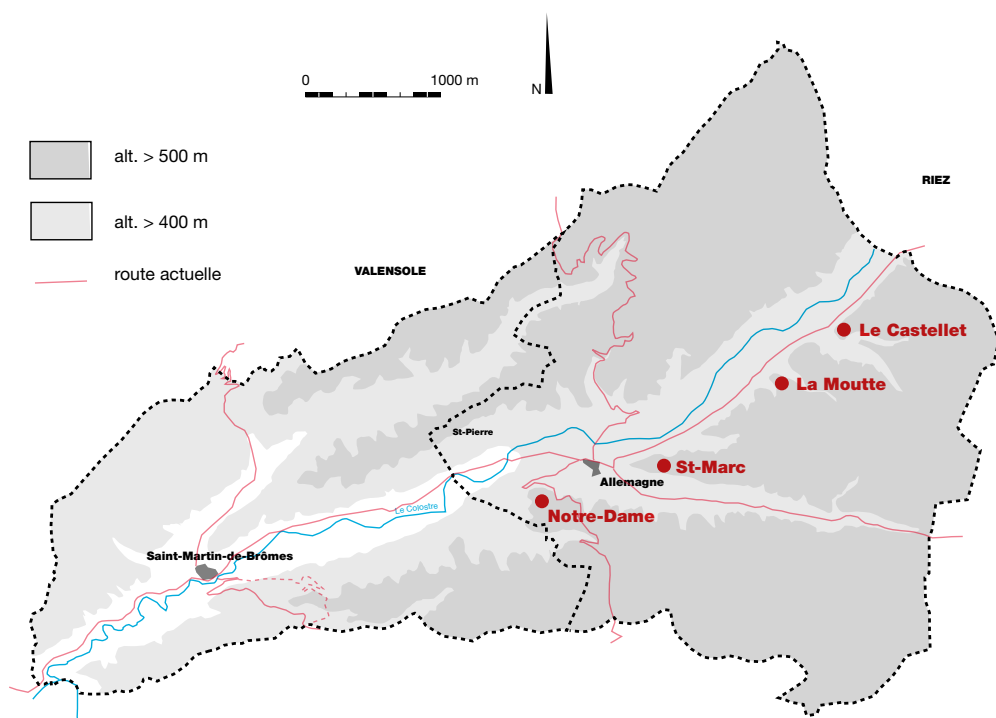 0 1000 m
N
alt. > 500 m
alt. > 400 m
route actuelle
RIEZ
VALENSOLE
Le Castellet
La Moutte
St-Pierre
St-Marc
Allemagne
Le Colostre
Notre-Dame
Saint-Martin-de-Brômes